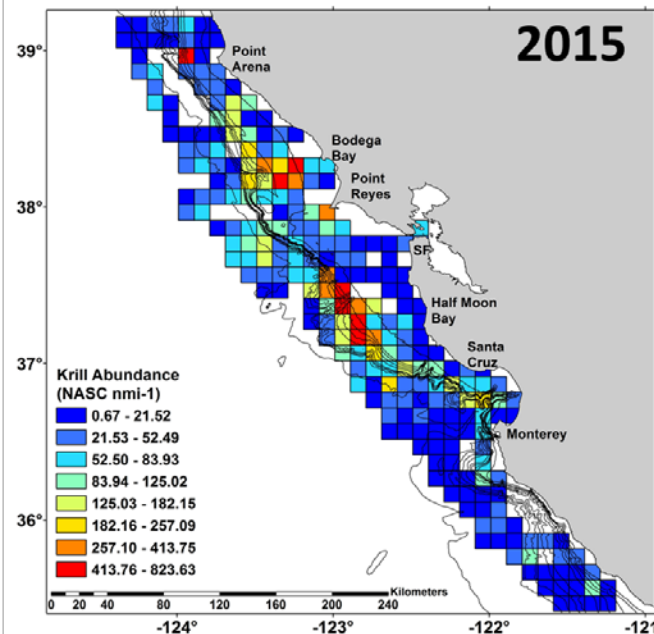 2015
39°
38°
37°
36°
Point
Arena
Bodega
Bay
Point
Reyes
SF
Half Moon
Bay
Santa
Cruz
Monterey
Krill Abundance
(NASC nmi-1)
0.67 - 21.52
21.53 - 52.49
52.50 - 83.93
83.94 - 125.02
125.03 - 182.15
182.16 - 257.09
257.10 - 413.75
413.76 - 823.63
Kilometers
0 20 40 80 120 160 200 240
-124° -123° -122° -121